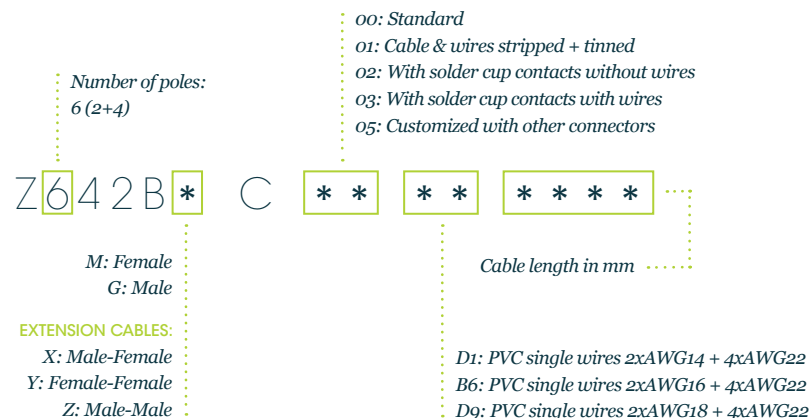 00: Standard
01: Cable & wires stripped + tinned
02: With solder cup contacts without wires
03: With solder cup contacts with wires
05: Customized with other connectors
Number of poles:
6 (2+4)
Z642B* C ** ** ****
M: Female
G: Male
Cable length in mm
EXTENSION CABLES:
X: Male-Female
Y: Female-Female
Z: Male-Male
D1: PVC single wires 2xAWG14 + 4xAWG22
B6: PVC single wires 2xAWG16 + 4xAWG22
D9: PVC single wires 2xAWG18 + 4xAWG22